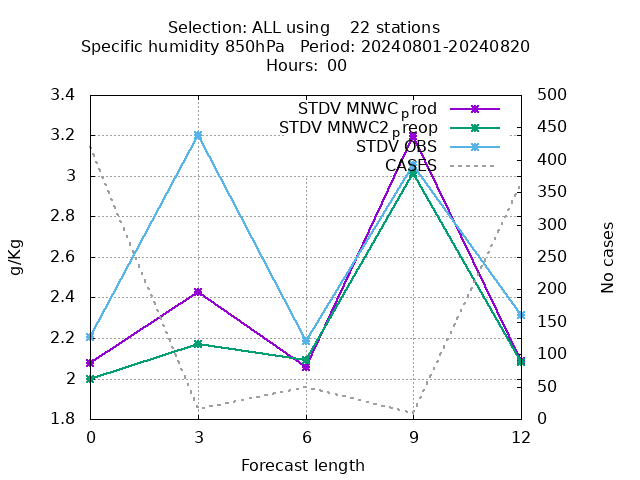 Selection: ALL using    22 stations
Specific humidity 850hPa   Period: 20240801-20240820
Hours: 00
STDV MNWC_prod
STDV MNWC2_preop
STDV OBS
CASES
3.4
3.2
3
2.8
2.6
2.4
2.2
2
1.8
g/Kg
500
450
400
350
300
250
200
150
100
50
0
No cases
0 3 6 9 12
Forecast length